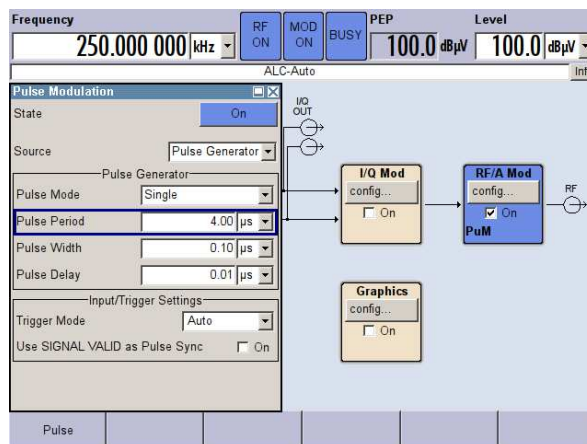 Frequency
250.000 000 kHz
RF ON
MOD ON
BUSY
PEP
100.0 dBµV
Level
100.0 dBµV
ALC-Auto
Pulse Modulation
State On
Source Pulse Generator
Pulse Generator
Pulse Mode Single
Pulse Period 4.00 µs
Pulse Width 0.10 µs
Pulse Delay 0.01 µs
Input/Trigger Settings
Trigger Mode Auto
Use SIGNAL VALID as Pulse Sync On
I/Q
OUT
I/Q Mod
config...
On
RF/A Mod
config...
On
PuM
RF
Graphics
config...
On
Pulse